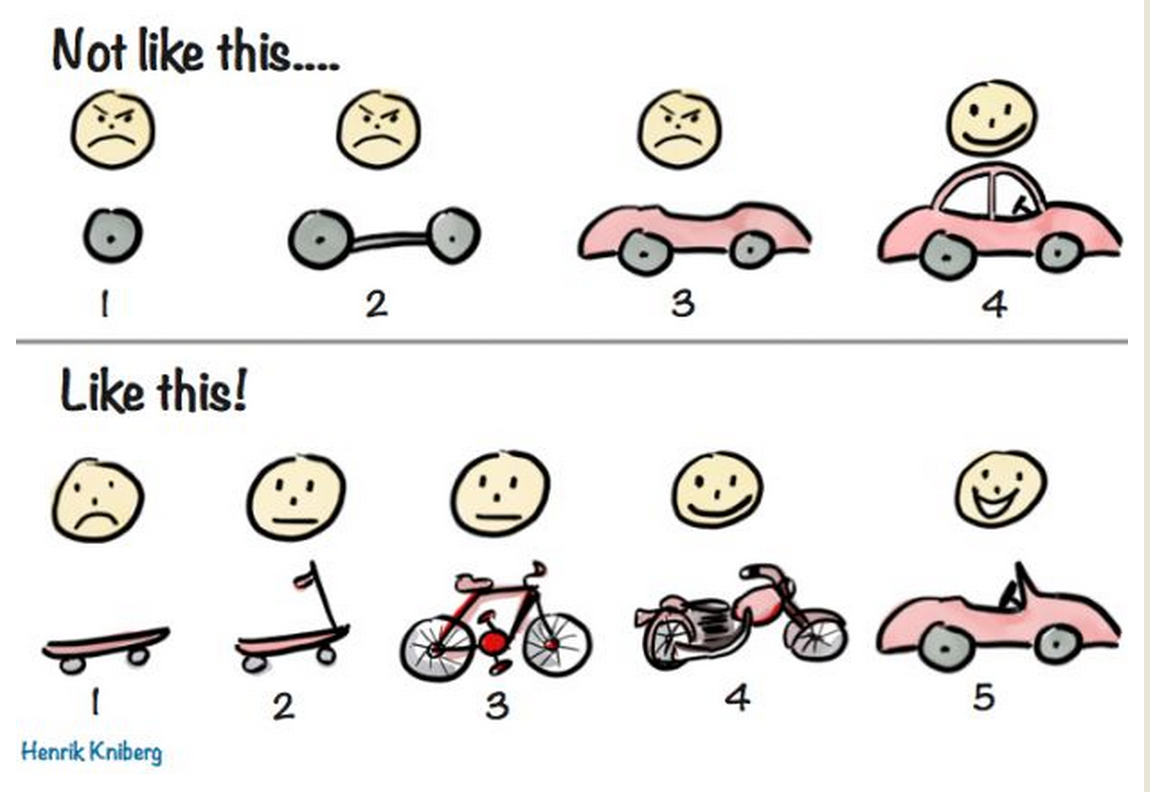 Not like this....
1 2 3 4
Like this!
1 2 3 4 5
Henrik Kniberg